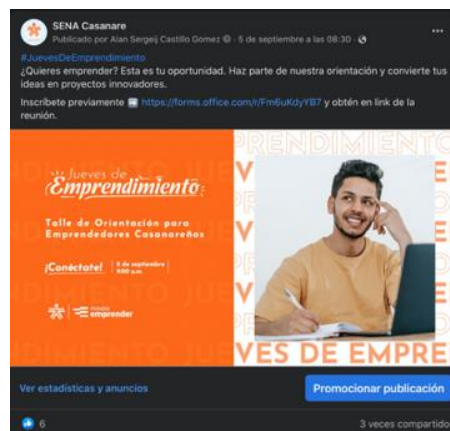 SENA Casanare
Publicado por Alan Sergeij Castillo Gomez · 5 de septiembre a las 08:30 ·
#JuevesDeEmprendimiento
¿Quieres emprender? Esta es tu oportunidad. Haz parte de nuestra orientación y convierte tus
ideas en proyectos innovadores.
Inscríbete previamente ➡️ https://forms.office.com/r/Fm6uKdyYB7 y obtén en link de la
reunión.
Jueves de
Emprendimiento
Talle de Orientación para
Emprendedores Casanareños
¡Conéctate!
5 de septiembre
9:00 a.m
fondo
emprender
PRENDIMIENTO
VES DE EMPRE
Ver estadísticas y anuncios
Promocionar publicación
6
3 veces compartido